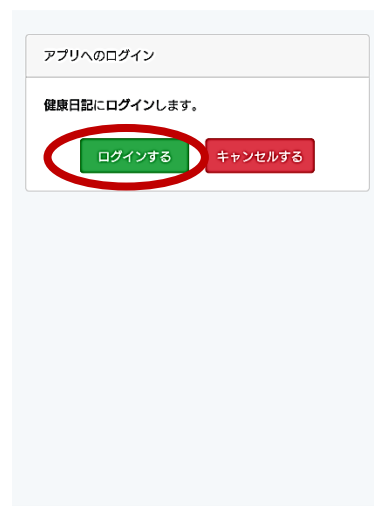 アプリへのログイン
健康日記にログインします。
ログインする キャンセルする